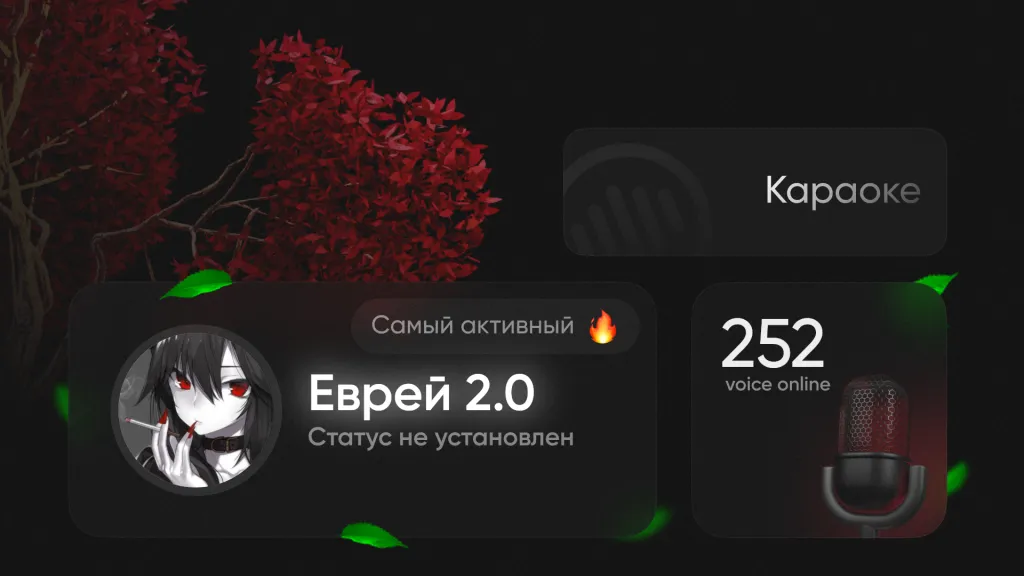 Караоке
Самый активный 🔥
Еврей 2.0
Статус не установлен
252
voice online